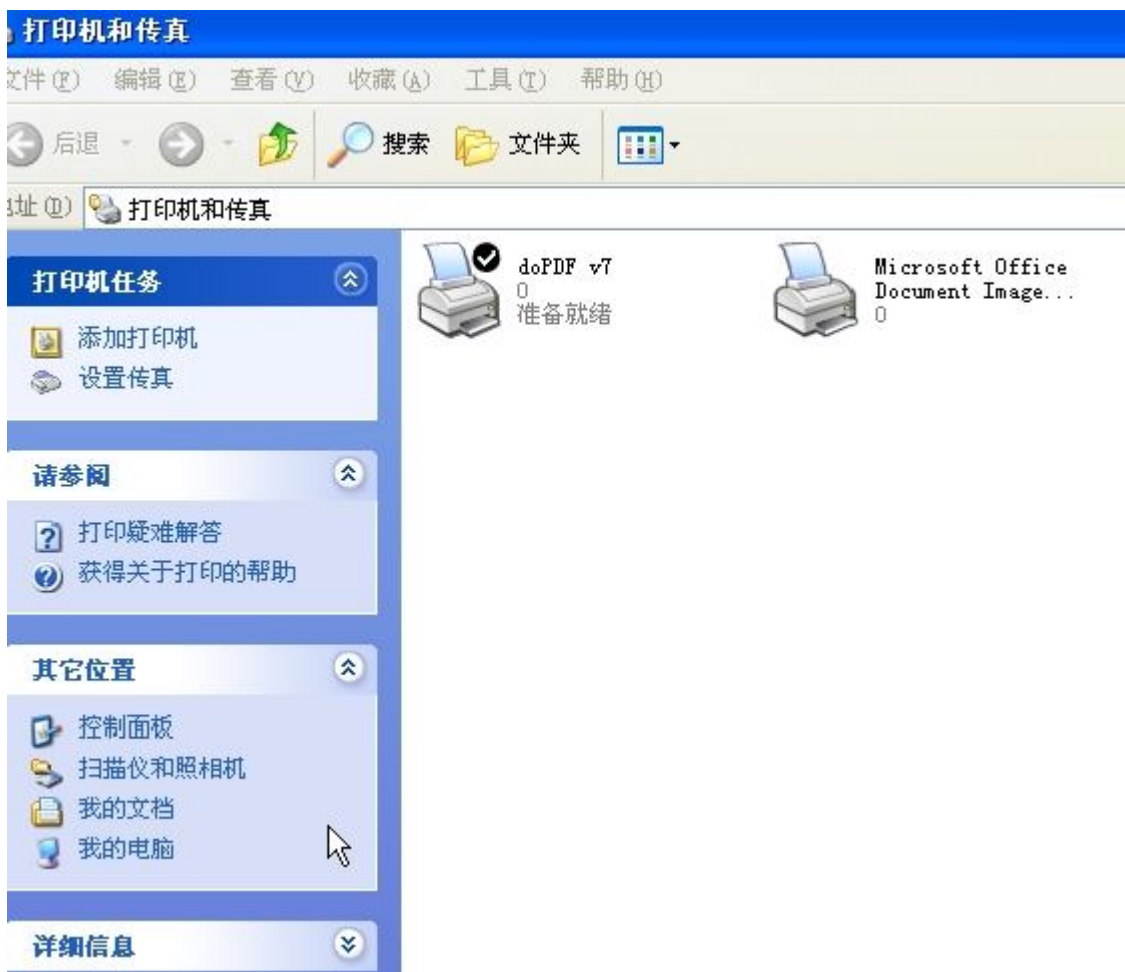 打印机和传真
文件(F) 编辑(E) 查看(V) 收藏(A) 工具(T) 帮助(H)
后退 搜索 文件夹
地址(D) 打印机和传真
打印机任务
添加打印机
设置传真
请参阅
打印疑难解答
获得关于打印的帮助
其它位置
控制面板
扫描仪和照相机
我的文档
我的电脑
详细信息
doPDF v7
0
准备就绪
Microsoft Office
Document Image...
0